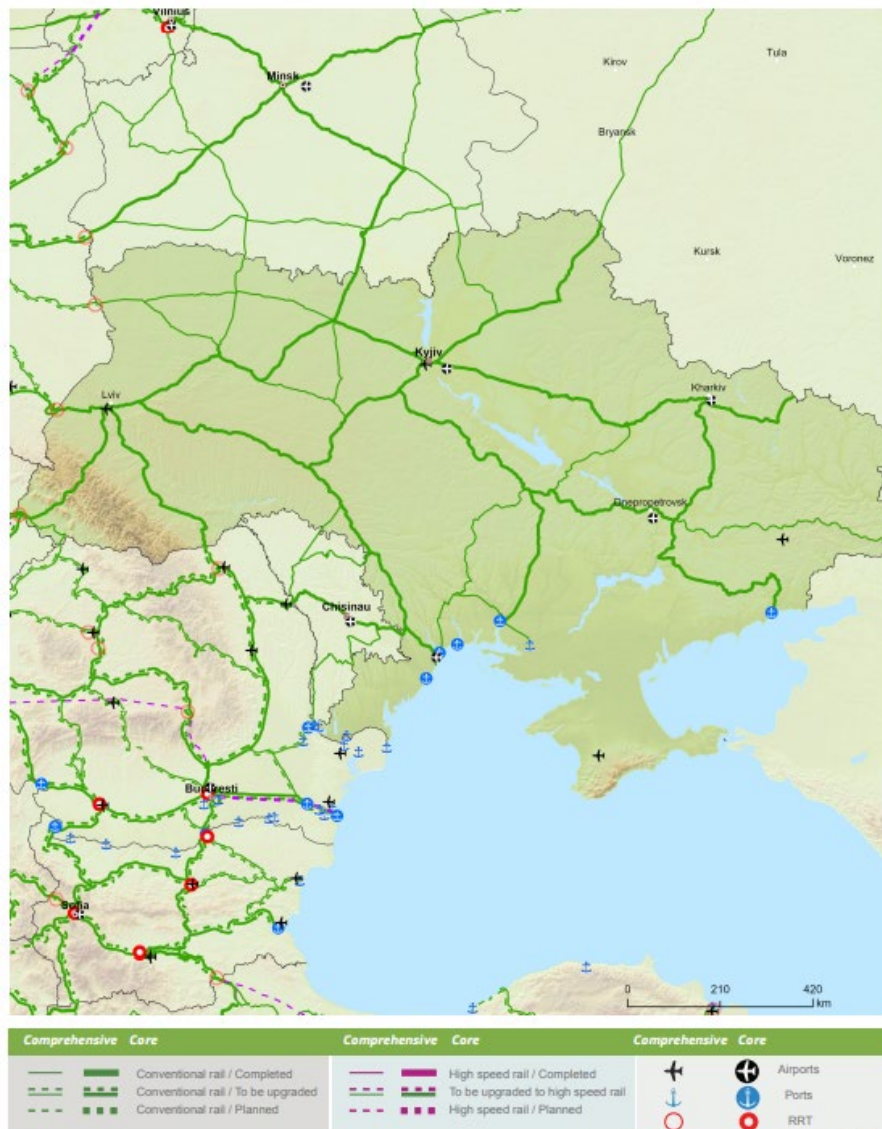 Vilnius
Tula
Kirov
Minsk
Bryansk
Kursk
Voronez
Kyjiv
Lviv
Kharkiv
Dnepropetrovsk
Chisinau
Bucuresti
Sofia
0 210 420
km
Comprehensive Core Comprehensive Core Comprehensive Core
Conventional rail / Completed High speed rail / Completed Airports
Conventional rail / To be upgraded To be upgraded to high speed rail Ports
Conventional rail / Planned High speed rail / Planned RRT